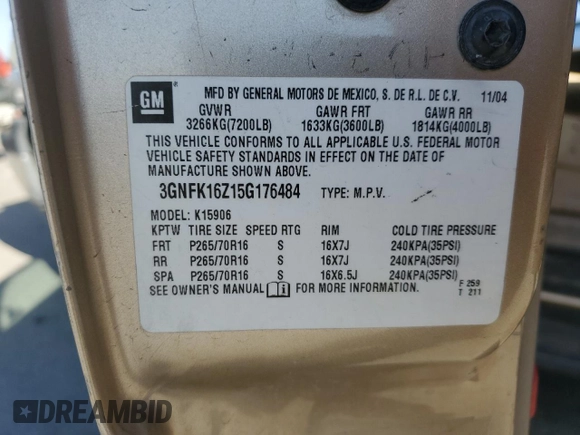 GM
MFD BY GENERAL MOTORS DE MEXICO, S. DE R.L. DE C.V. 11/04
GVWR GAWR FRT GAWR RR
3266KG(7200LB) 1633KG(3600LB) 1814KG(4000LB)
THIS VEHICLE CONFORMS TO ALL APPLICABLE U.S. FEDERAL MOTOR
VEHICLE SAFETY STANDARDS IN EFFECT ON THE DATE OF
MANUFACTURE SHOWN ABOVE.
3GNFK16Z15G176484 TYPE: M.P.V.
MODEL: K15906
KPTW TIRE SIZE SPEED RTG RIM COLD TIRE PRESSURE
FRT P265/70R16 S 16X7J 240KPA(35PSI)
RR P265/70R16 S 16X7J 240KPA(35PSI)
SPA P265/70R16 S 16X6.5J 240KPA(35PSI)
SEE OWNER'S MANUAL FOR MORE INFORMATION.
F 259
T 211
DREAMBID